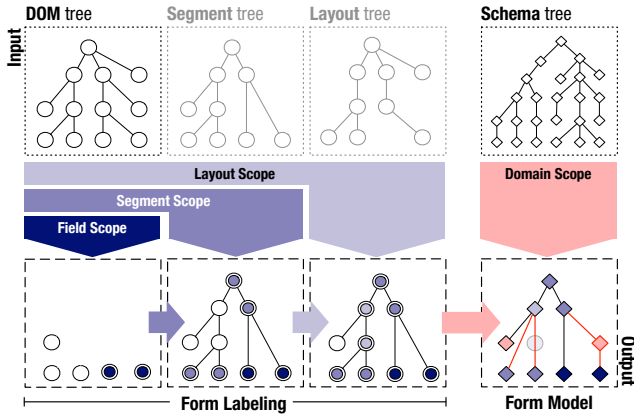 DOM tree
Segment tree
Layout tree
Schema tree
Input
Layout Scope
Domain Scope
Segment Scope
Field Scope
Output
Form Labeling
Form Model